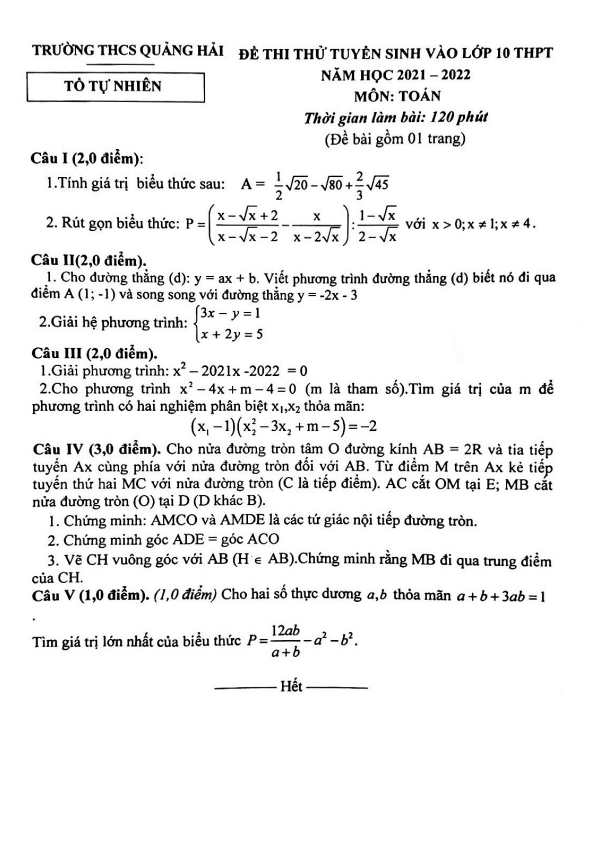 TRƯỜNG THCS QUẢNG HẢI
TỔ TỰ NHIÊN
ĐỀ THI THỬ TUYỂN SINH VÀO LỚP 10 THPT
NĂM HỌC 2021 – 2022
MÔN: TOÁN
Thời gian làm bài: 120 phút
(Đề bài gồm 01 trang)
Câu I (2,0 điểm):
1.Tính giá trị biểu thức sau: A = \frac{1}{2}\sqrt{20} - \sqrt{80} + \frac{2}{3}\sqrt{45}
2. Rút gọn biểu thức: P = \left(\frac{x-\sqrt{x}+2}{x-\sqrt{x}-2} - \frac{x}{x-2\sqrt{x}}\right) : \frac{1-\sqrt{x}}{2-\sqrt{x}} với x > 0; x ≠ 1; x ≠ 4.
Câu II(2,0 điểm).
1. Cho đường thẳng (d): y = ax + b. Viết phương trình đường thẳng (d) biết nó đi qua
điểm A (1; -1) và song song với đường thẳng y = -2x - 3
2.Giải hệ phương trình: \begin{cases} 3x - y = 1 \\ x + 2y = 5 \end{cases}
Câu III (2,0 điểm).
1.Giải phương trình: x² – 2021x -2022 = 0
2.Cho phương trình x² – 4x + m – 4 = 0 (m là tham số).Tìm giá trị của m để
phương trình có hai nghiệm phân biệt x₁,x₂ thỏa mãn:
(x₁ – 1)(x₂² – 3x₂ + m – 5) = –2
Câu IV (3,0 điểm). Cho nửa đường tròn tâm O đường kính AB = 2R và tia tiếp
tuyến Ax cùng phía với nửa đường tròn đối với AB. Từ điểm M trên Ax kẻ tiếp
tuyến thứ hai MC với nửa đường tròn (C là tiếp điểm). AC cắt OM tại E; MB cắt
nửa đường tròn (O) tại D (D khác B).
1. Chứng minh: AMCO và AMDE là các tứ giác nội tiếp đường tròn.
2. Chứng minh góc ADE = góc ACO
3. Vẽ CH vuông góc với AB (H ∈ AB).Chứng minh rằng MB đi qua trung điểm
của CH.
Câu V (1,0 điểm). (1,0 điểm) Cho hai số thực dương a,b thỏa mãn a + b + 3ab = 1
.
Tìm giá trị lớn nhất của biểu thức P = \frac{12ab}{a+b} - a² - b².
Hết